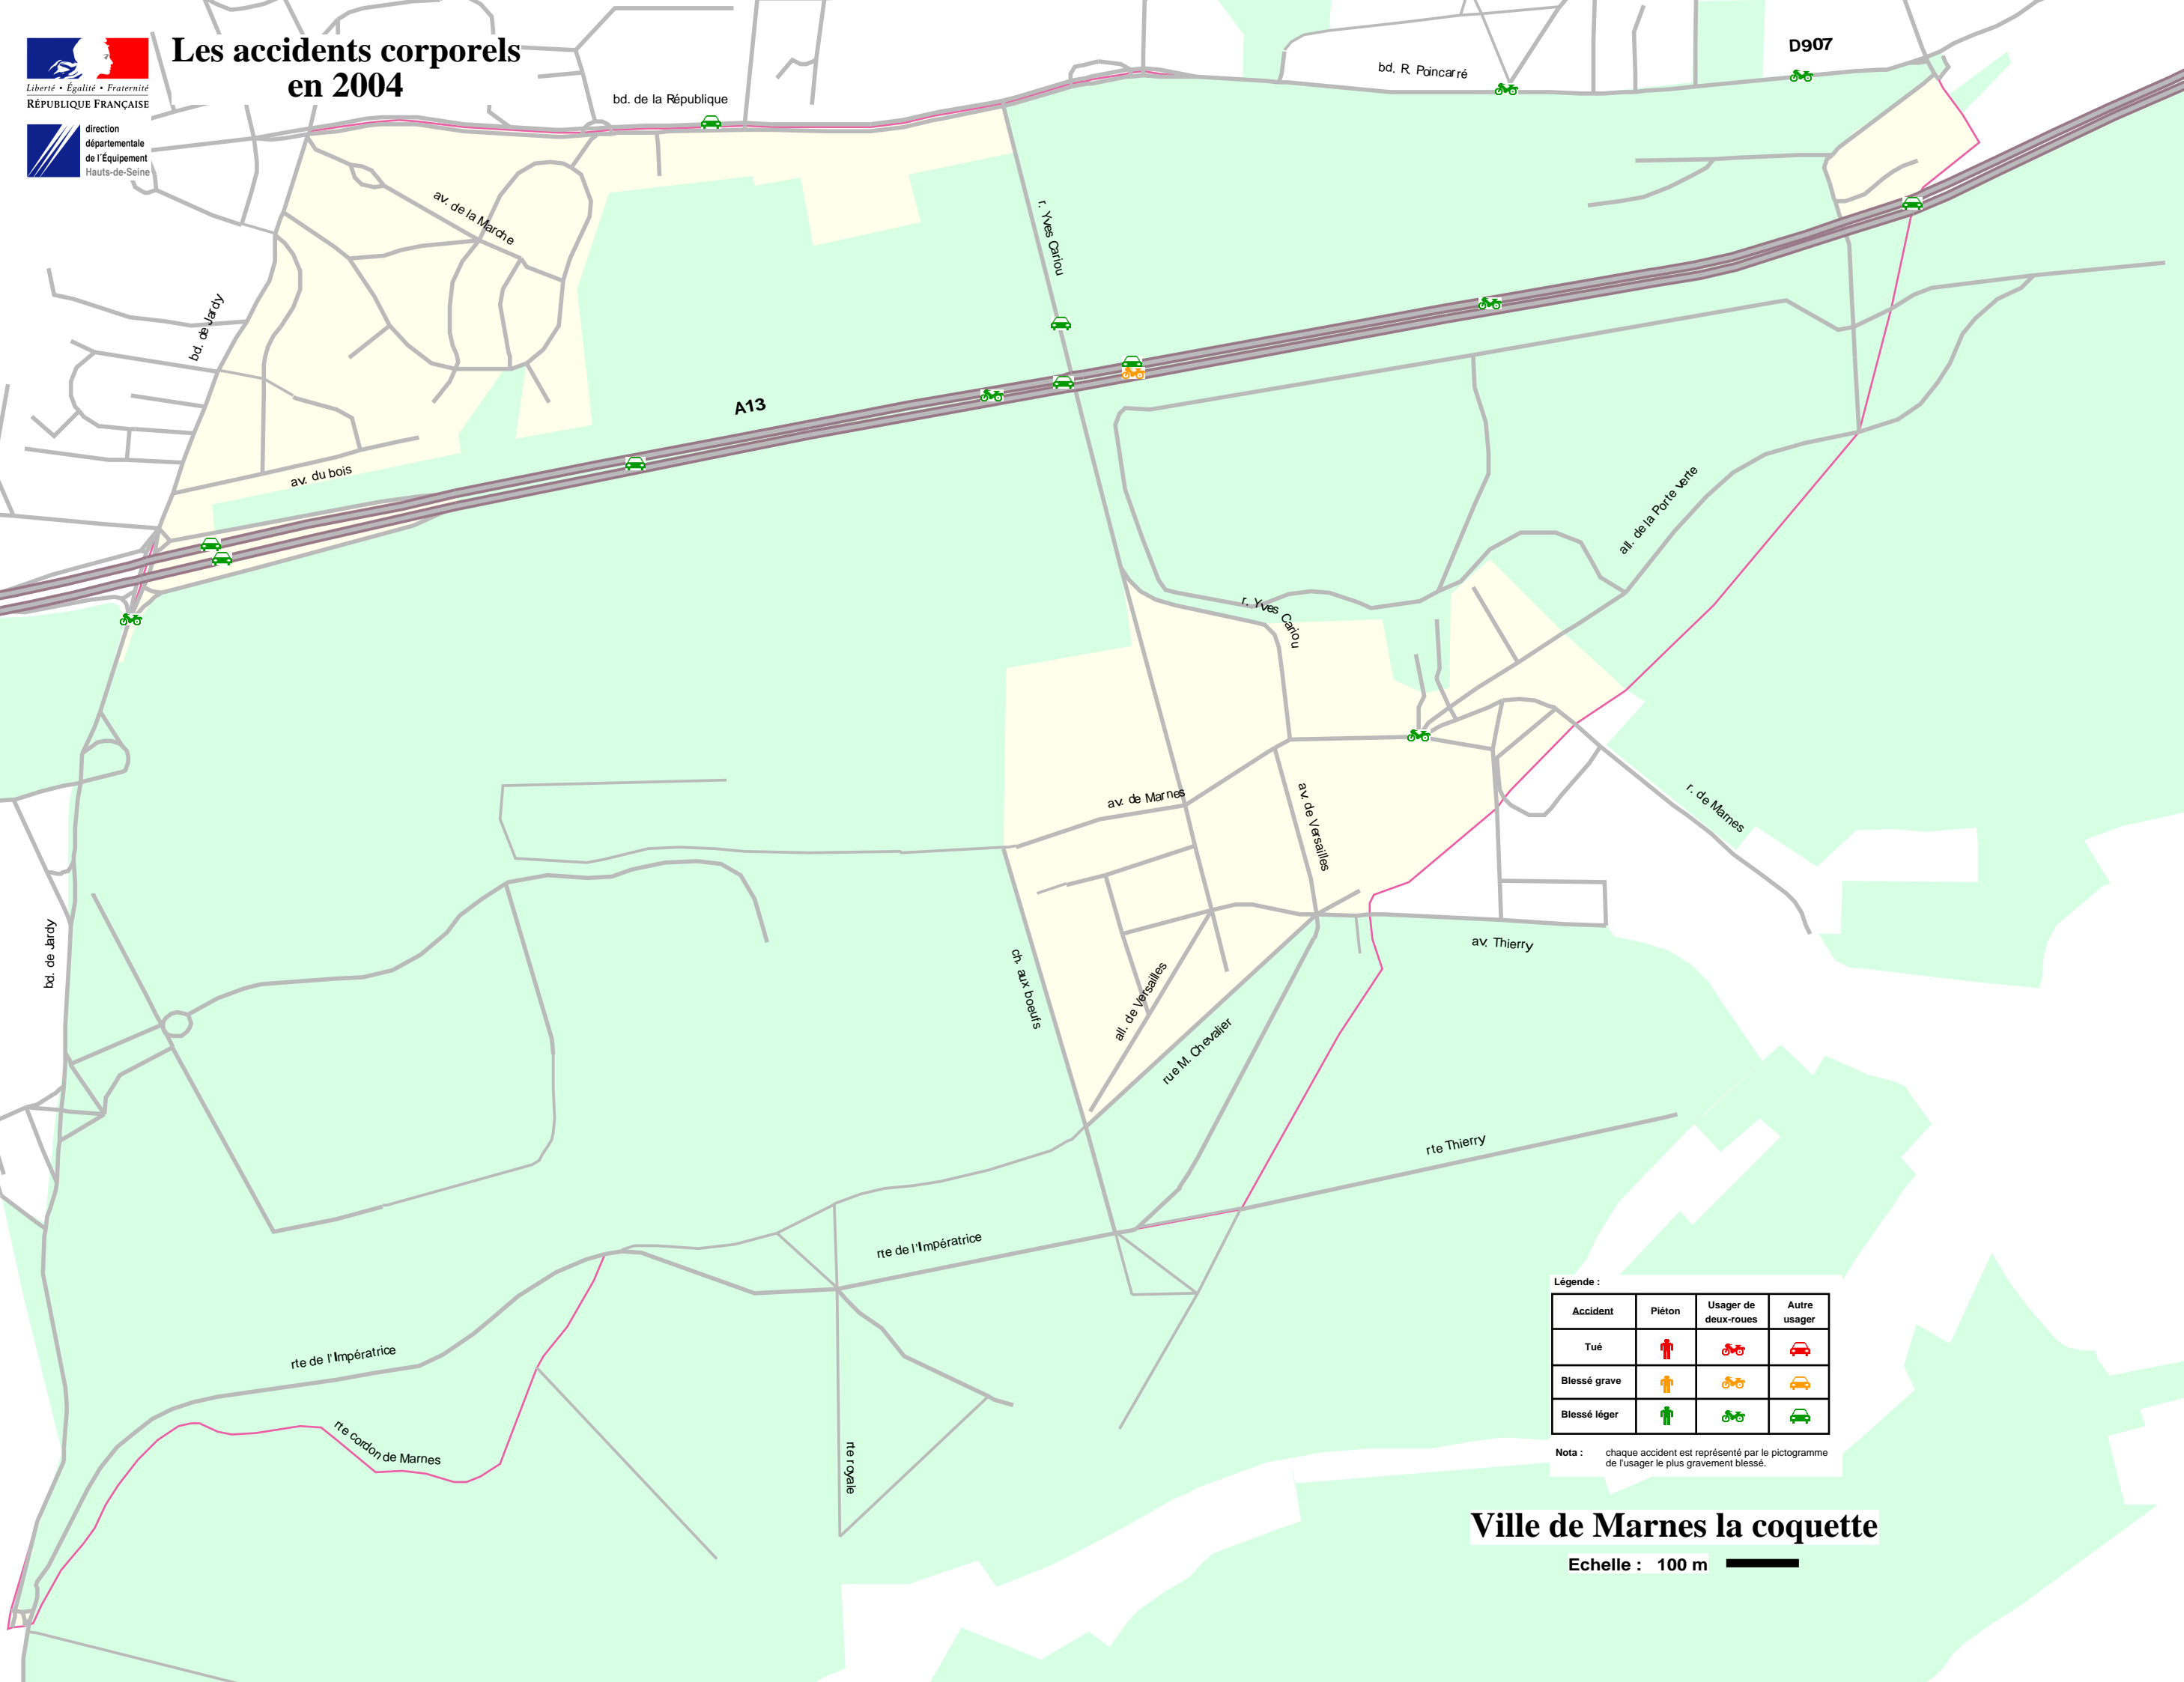 Les accidents corporels
en 2004
Liberté • Égalité • Fraternité
RÉPUBLIQUE FRANÇAISE
direction
départementale
de l'Équipement
Hauts-de-Seine
D907
bd. R. Poincarré
bd. de la République
av. de la Marche
r. Yves Cariou
bd. de Jardy
A13
av. du bois
all. de la Porte verte
r. Yves Cariou
av. de Marnes
av. de Versailles
r. de Marnes
bd. de Jardy
av. Thierry
ch. aux boeufs
all. de Versailles
rue M. Chevalier
rte Thierry
rte de l'Impératrice
rte de l'Impératrice
rte cordon de Marnes
rte royale
Légende :
Accident Piéton Usager de deux-roues Autre usager
Tué
Blessé grave
Blessé léger
Nota : chaque accident est représenté par le pictogramme
de l'usager le plus gravement blessé.
Ville de Marnes la coquette
Echelle : 100 m